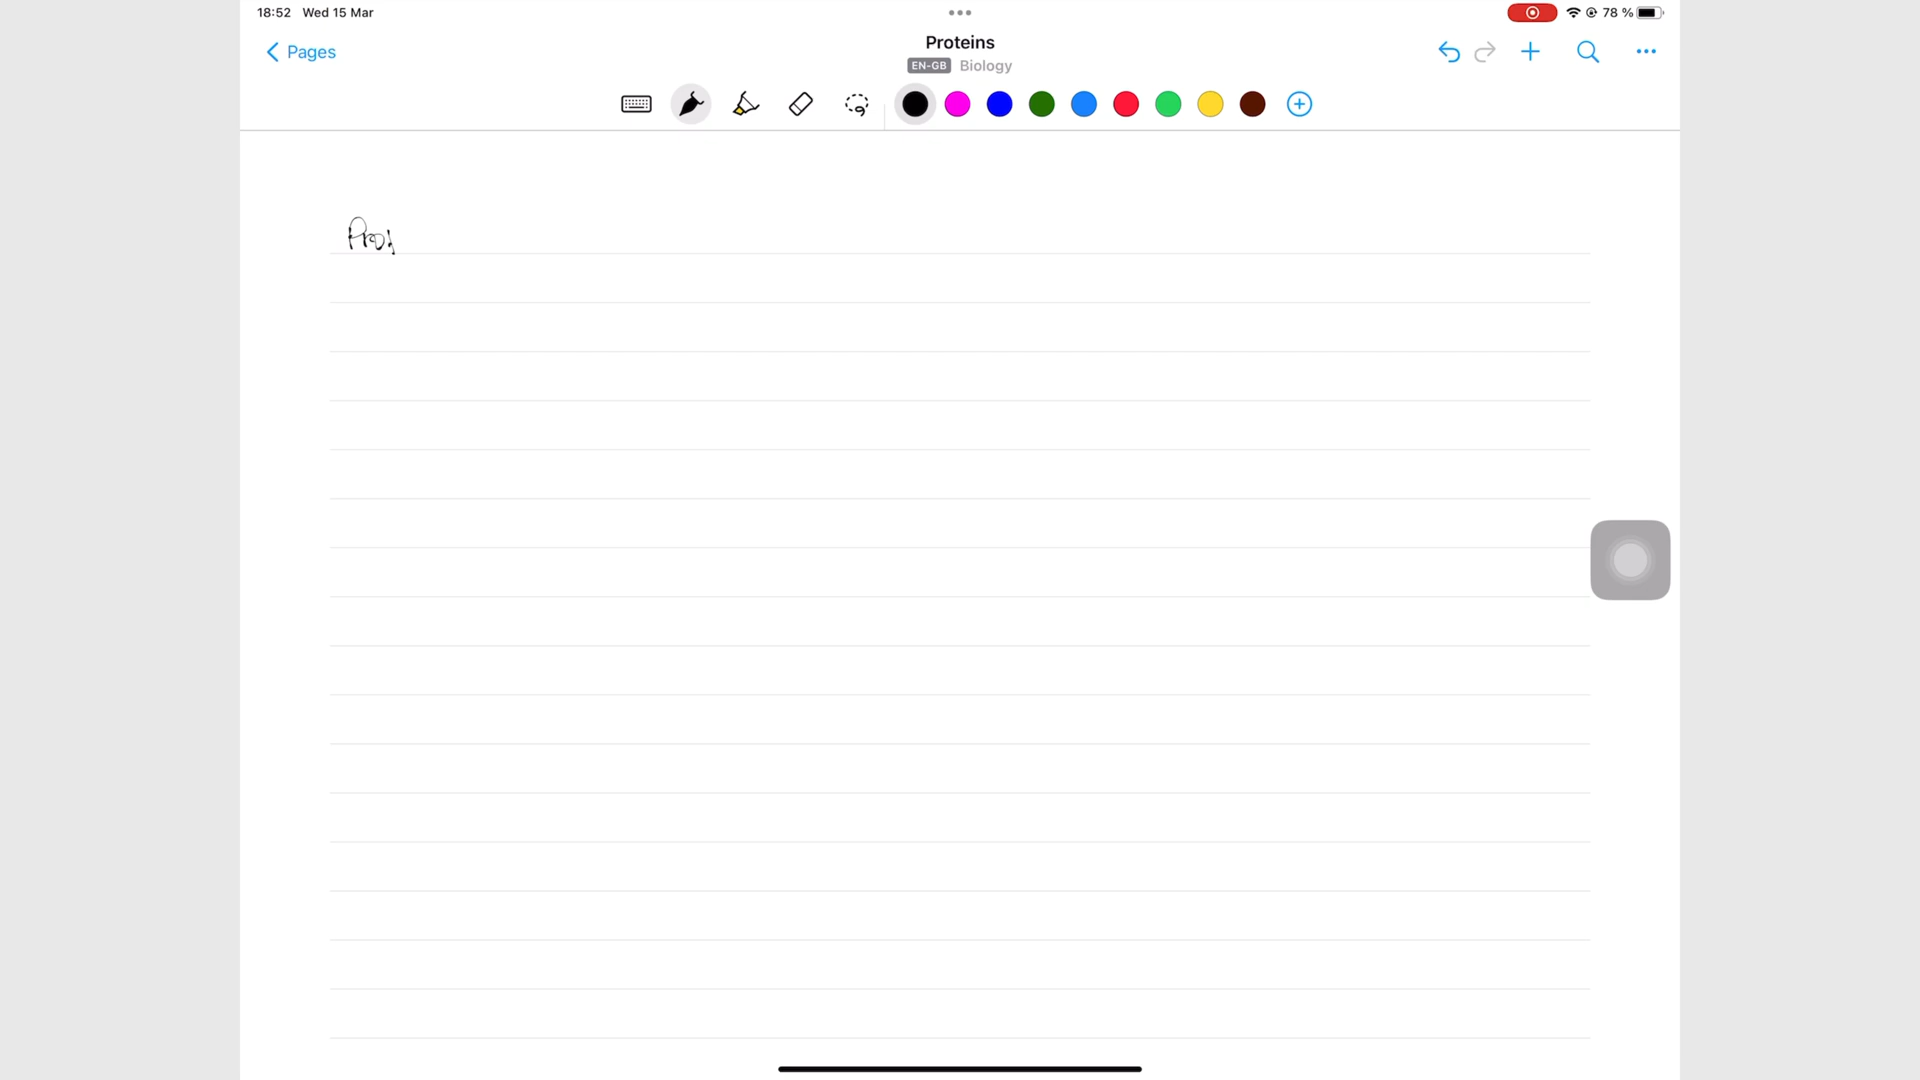 18:52 Wed 15 Mar
78 %
Pages
Proteins
EN-GB Biology